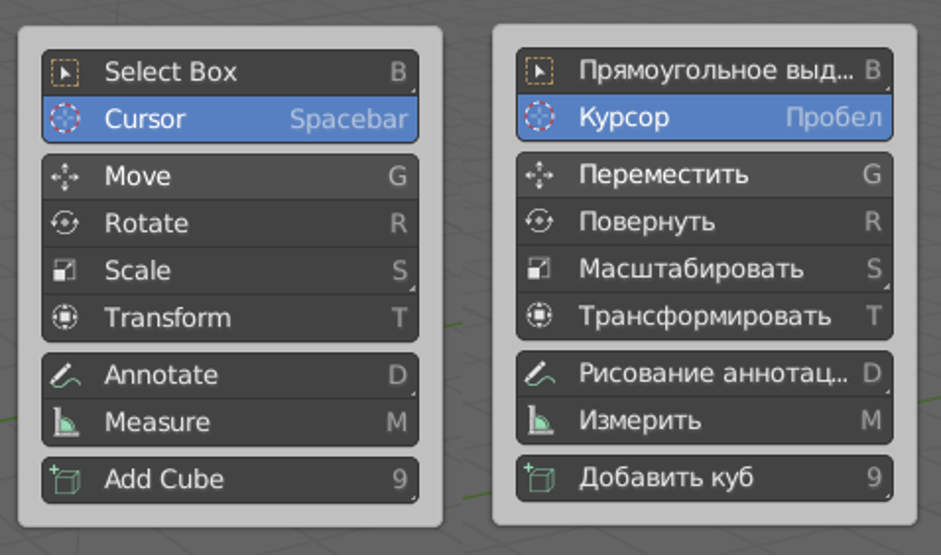 Select Box B
Cursor Spacebar
Move G
Rotate R
Scale S
Transform T
Annotate D
Measure M
Add Cube 9
Прямоугольное выд... B
Курсор Пробел
Переместить G
Повернуть R
Масштабировать S
Трансформировать T
Рисование аннотац... D
Измерить M
Добавить куб 9